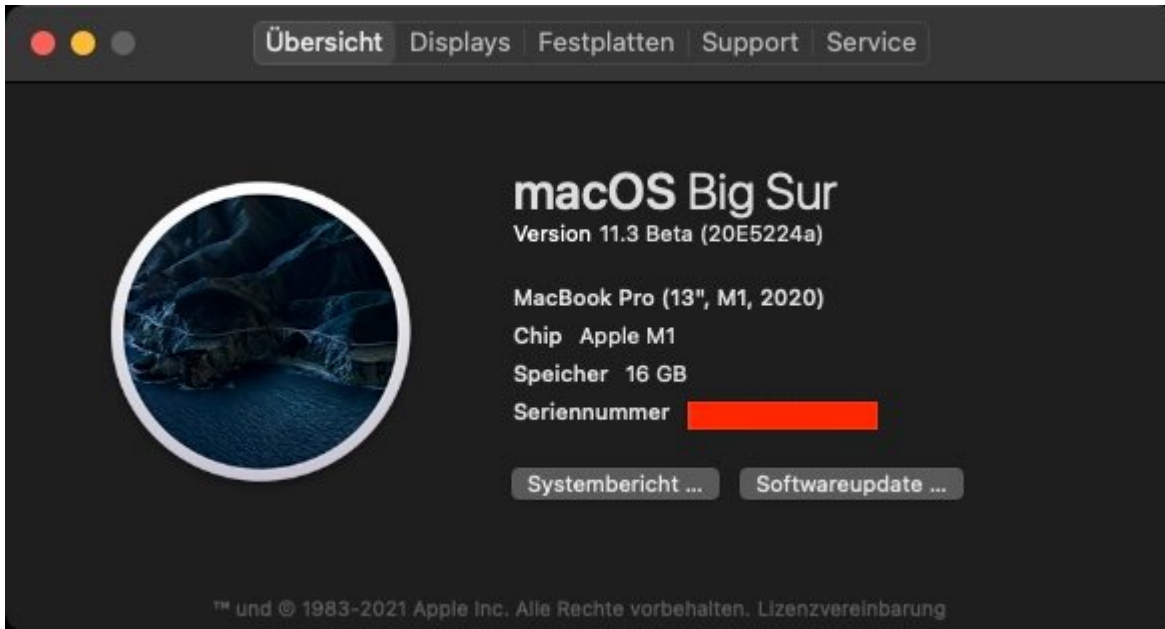 Übersicht Displays Festplatten Support Service
macOS Big Sur
Version 11.3 Beta (20E5224a)
MacBook Pro (13", M1, 2020)
Chip Apple M1
Speicher 16 GB
Seriennummer
Systembericht ... Softwareupdate ...
™ und © 1983-2021 Apple Inc. Alle Rechte vorbehalten. Lizenzvereinbarung